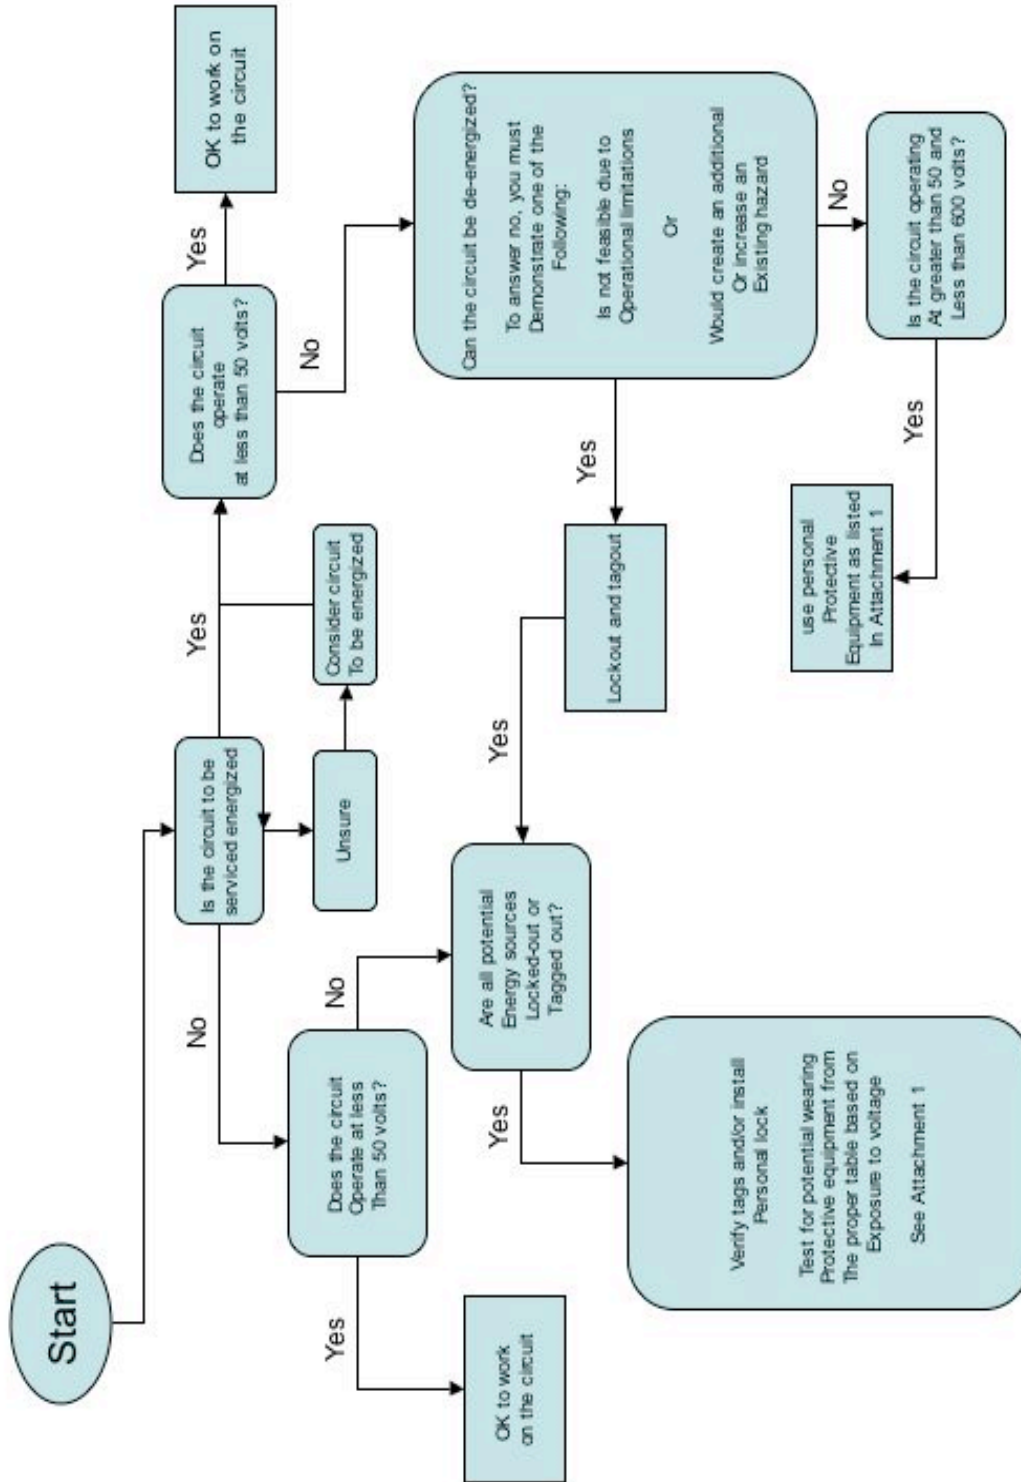 Start
Is the circuit to be
serviced energized
Yes
No
Unsure
Consider circuit
To be energized
Does the circuit
operate
at less than 50 volts?
Yes
OK to work on
the circuit
No
Can the circuit be de-energized?
To answer no, you must
Demonstrate one of the
Following:
Is not feasible due to
Operational limitations
Or
Would create an additional
Or increase an
Existing hazard
No
Is the circuit operating
At greater than 50 and
Less than 600 volts?
Yes
use personal
Protective
Equipment as listed
In Attachment 1
Yes
Lockout and tagout
Yes
Does the circuit
Operate at less
Than 50 volts?
No
Are all potential
Energy sources
Locked-out or
Tagged out?
Yes
OK to work
on the circuit
Yes
Verify tags and/or install
Personal lock
Test for potential wearing
Protective equipment from
The proper table based on
Exposure to voltage
See Attachment 1